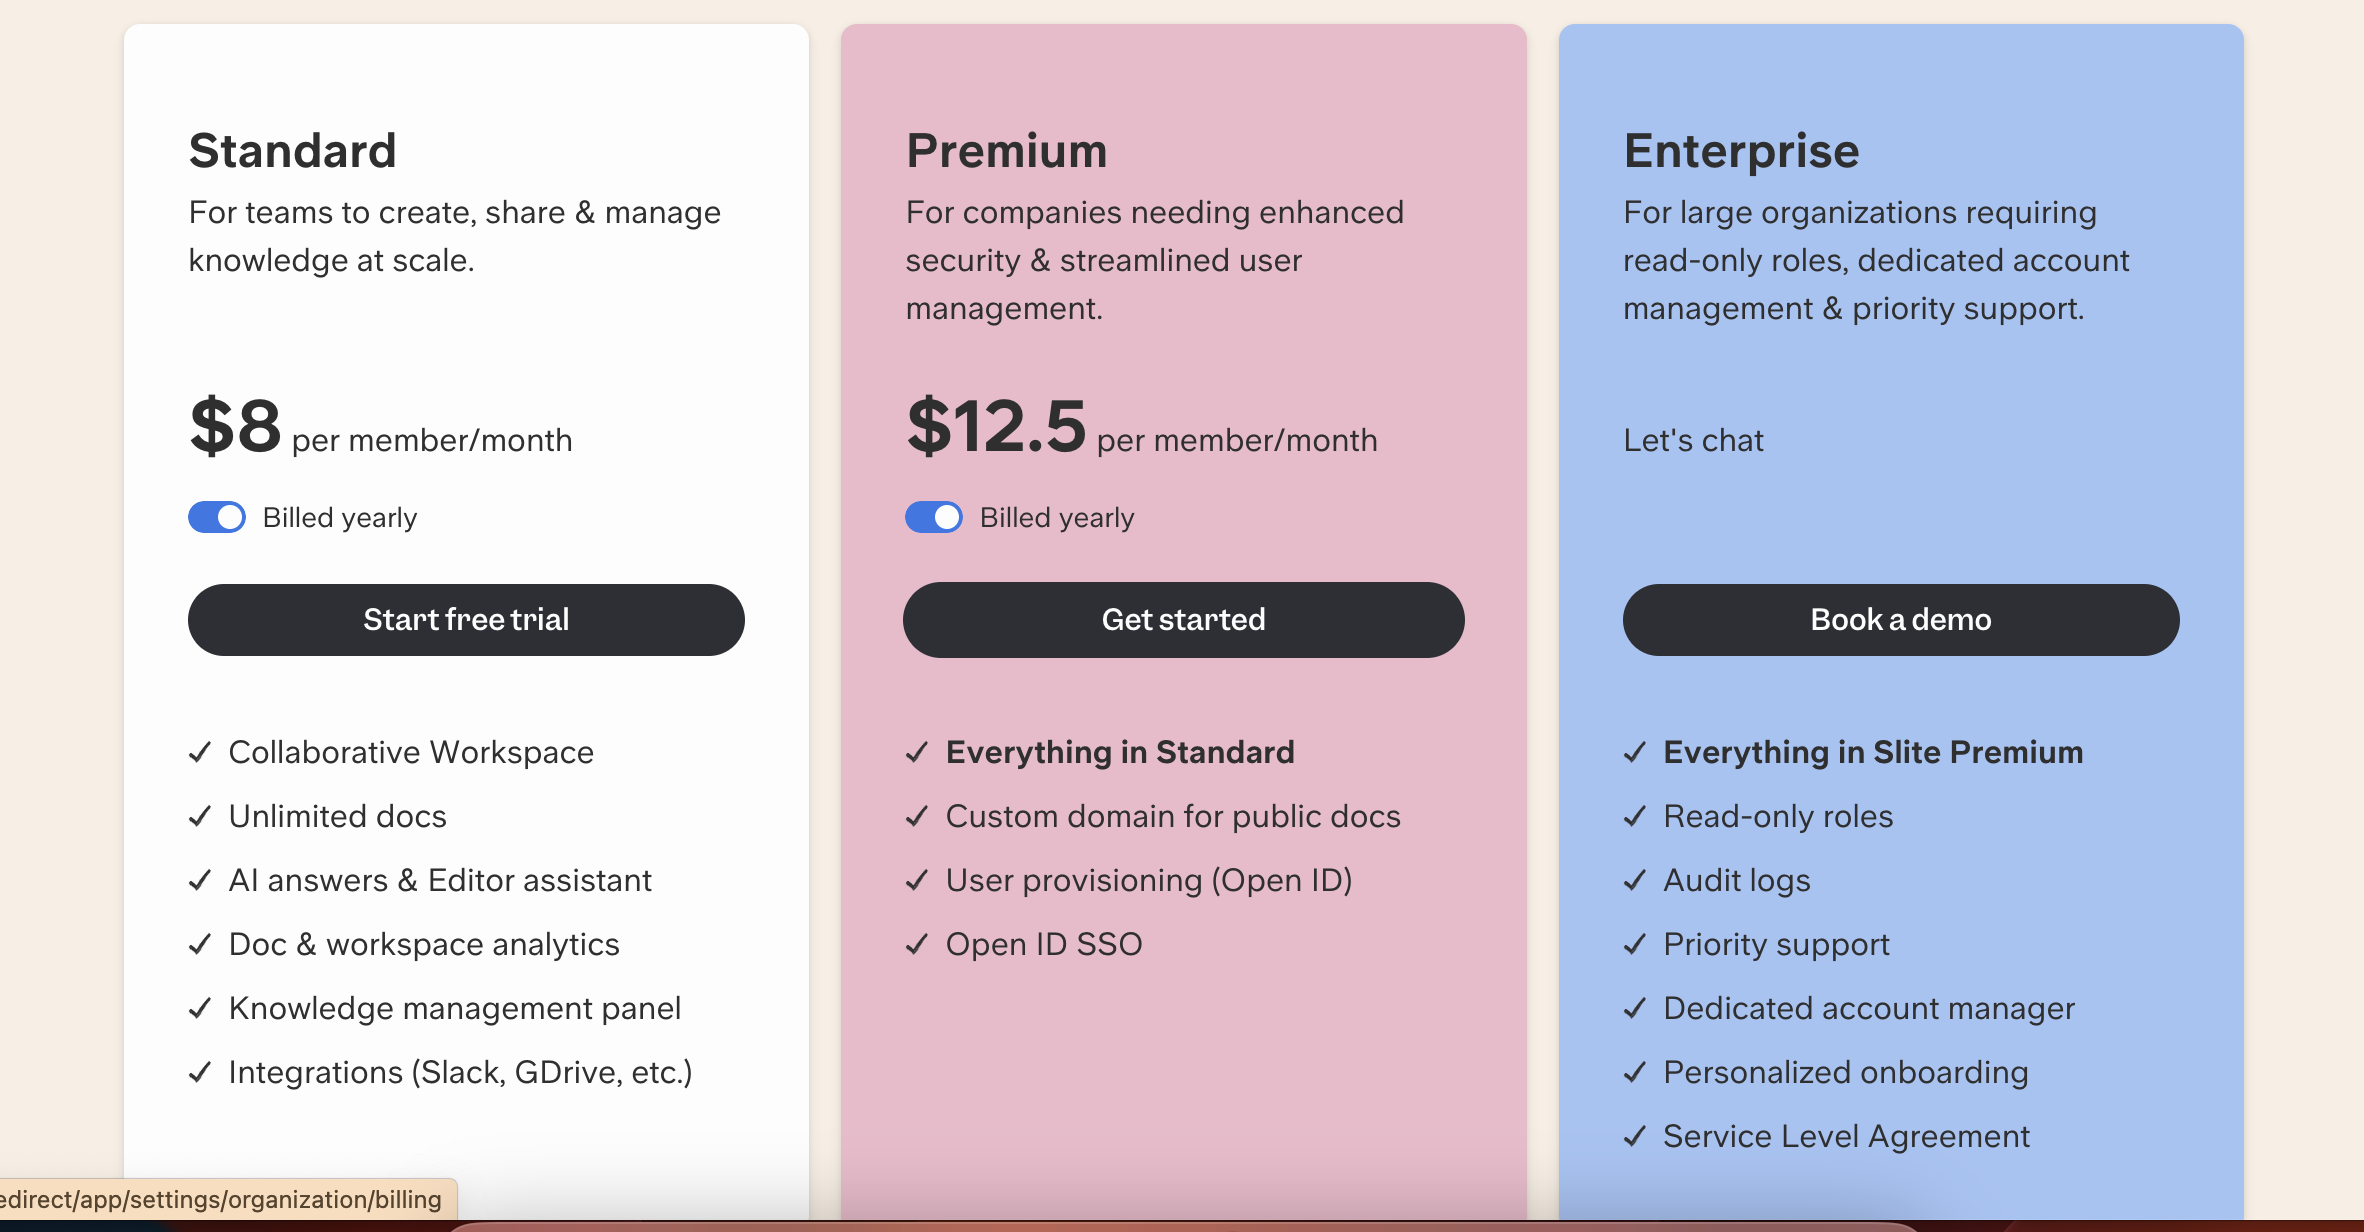 Standard
For teams to create, share & manage
knowledge at scale.
$8 per member/month
Billed yearly
Start free trial
Collaborative Workspace
Unlimited docs
AI answers & Editor assistant
Doc & workspace analytics
Knowledge management panel
Integrations (Slack, GDrive, etc.)
Premium
For companies needing enhanced
security & streamlined user
management.
$12.5 per member/month
Billed yearly
Get started
Everything in Standard
Custom domain for public docs
User provisioning (Open ID)
Open ID SSO
Enterprise
For large organizations requiring
read-only roles, dedicated account
management & priority support.
Let's chat
Book a demo
Everything in Slite Premium
Read-only roles
Audit logs
Priority support
Dedicated account manager
Personalized onboarding
Service Level Agreement
edirect/app/settings/organization/billing